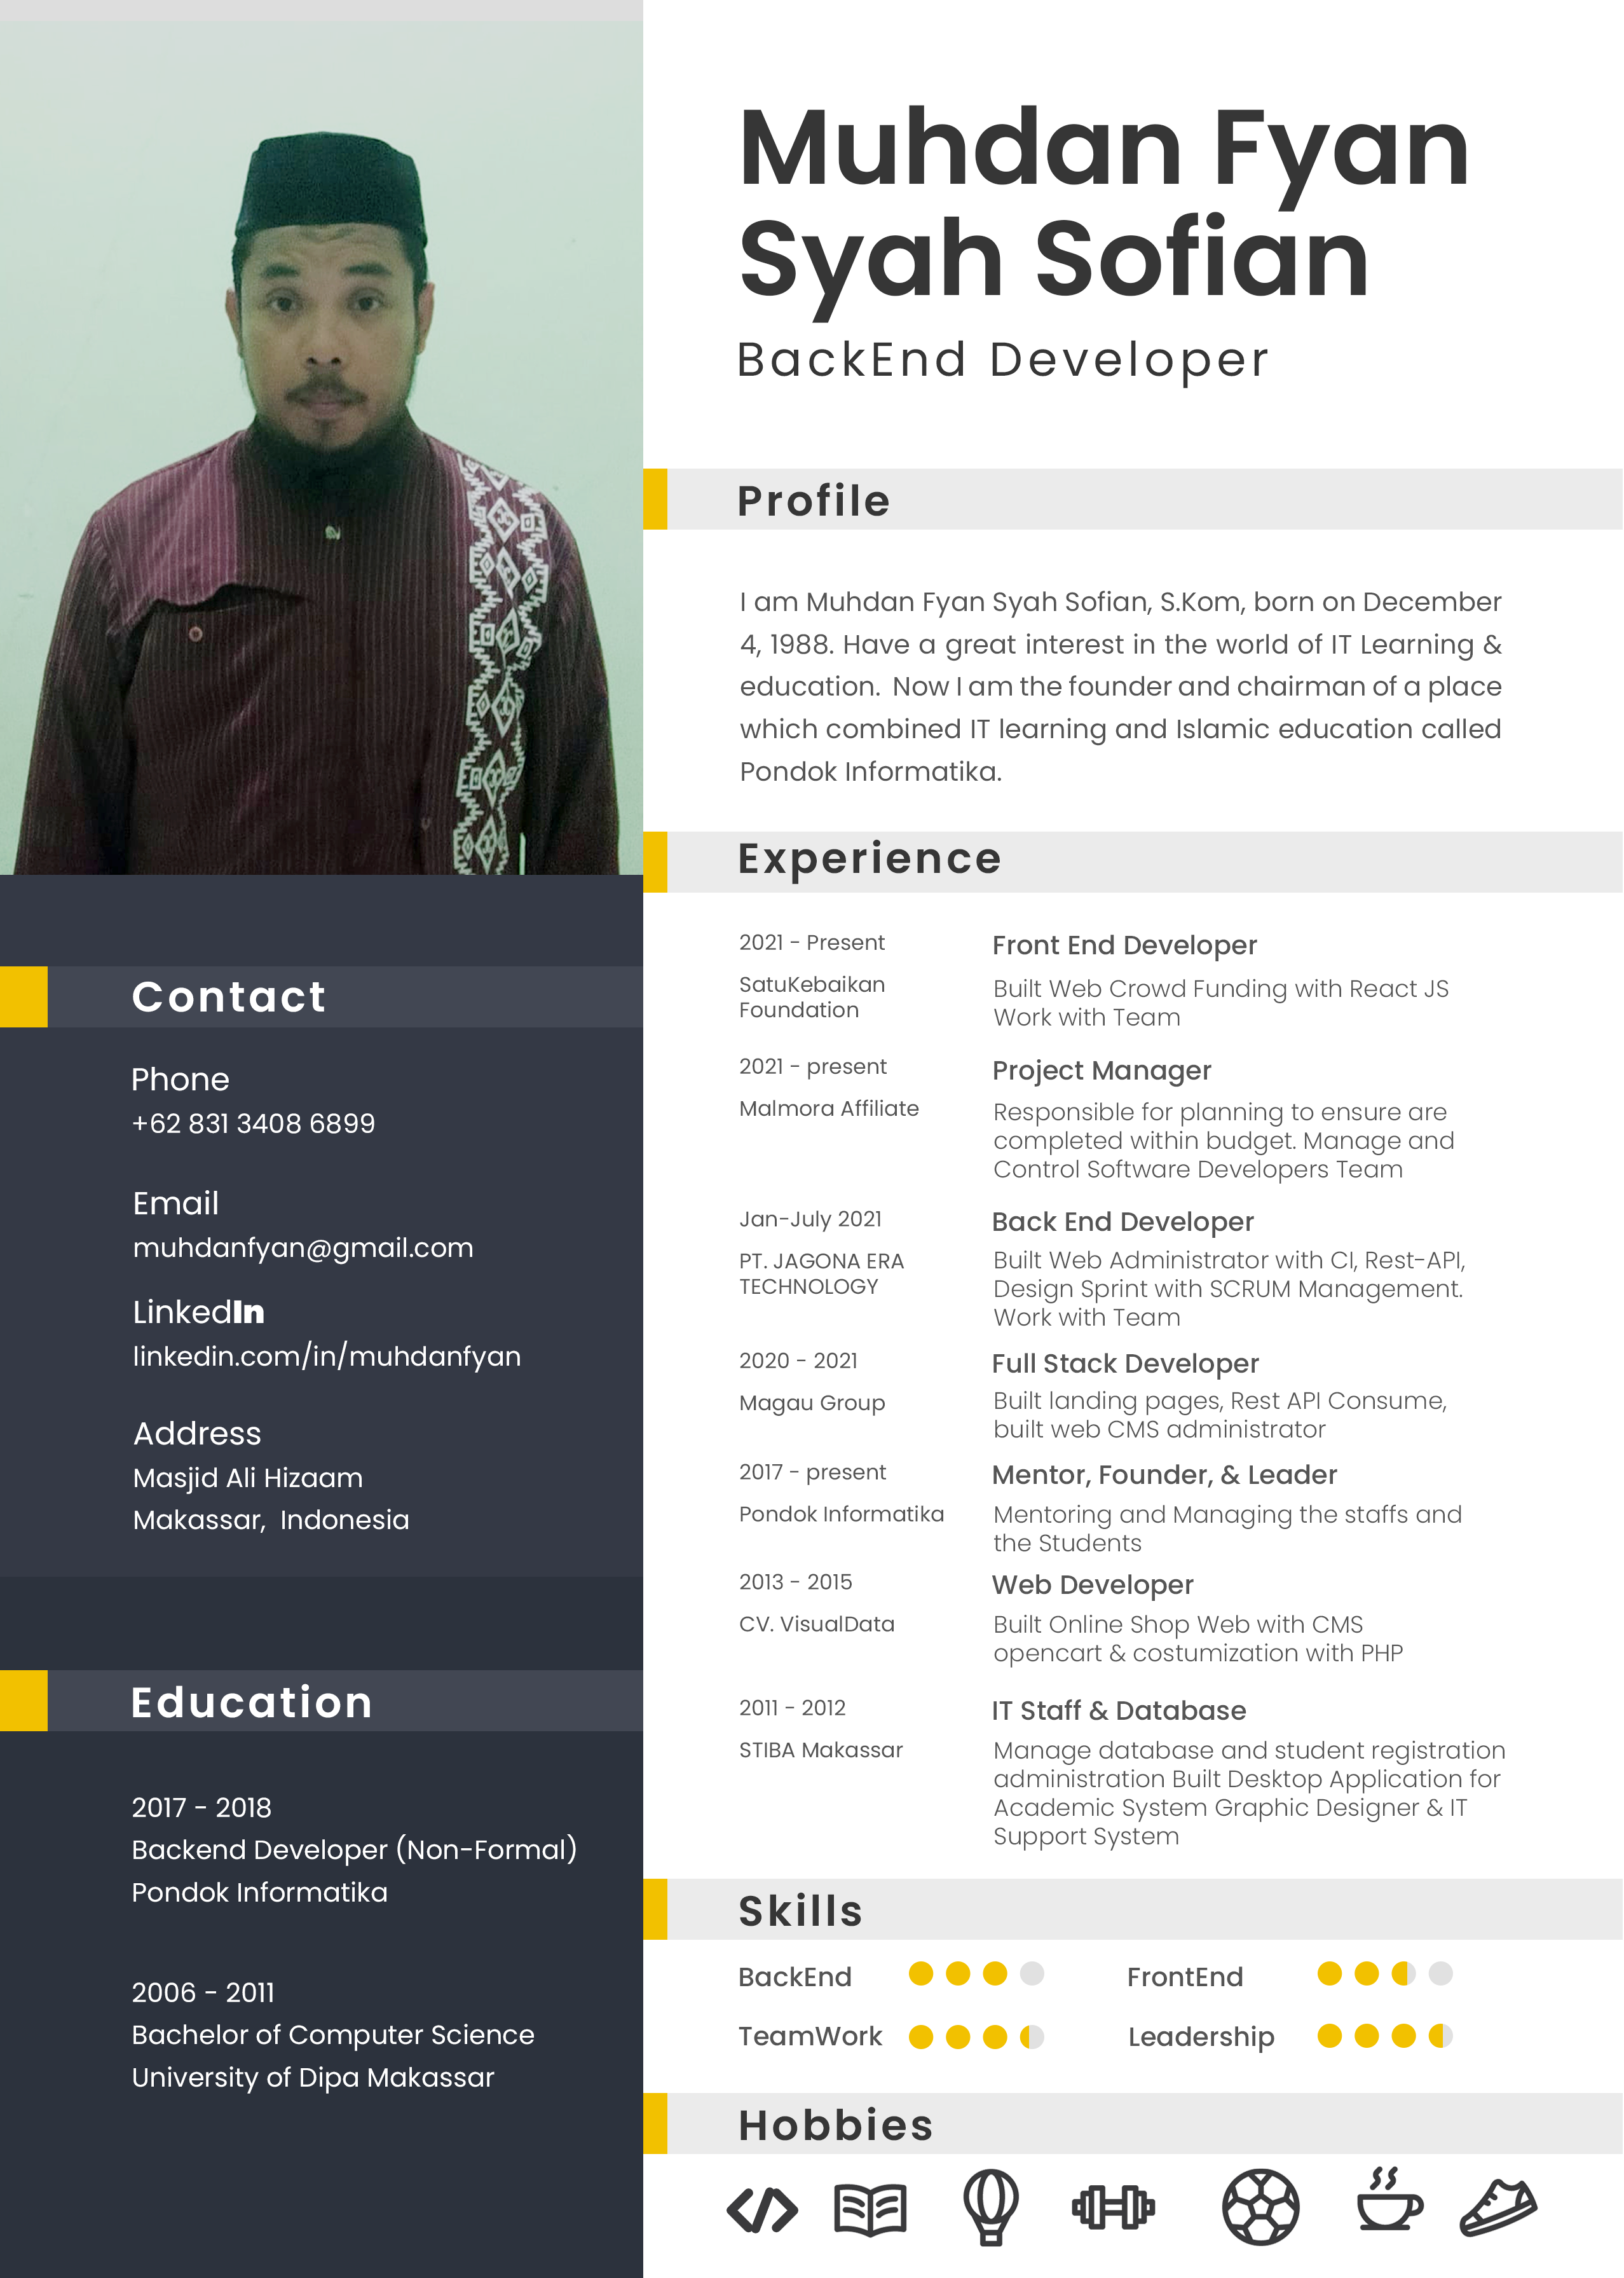 Muhdan Fyan
Syah Sofian
BackEnd Developer
Profile
I am Muhdan Fyan Syah Sofian, S.Kom, born on December
4, 1988. Have a great interest in the world of IT Learning &
education. Now I am the founder and chairman of a place
which combined IT learning and Islamic education called
Pondok Informatika.
Experience
2021 - Present
SatuKebaikan
Foundation
Front End Developer
Built Web Crowd Funding with React JS
Work with Team
2021 - present
Malmora Affiliate
Project Manager
Responsible for planning to ensure are
completed within budget. Manage and
Control Software Developers Team
Jan-July 2021
PT. JAGONA ERA
TECHNOLOGY
Back End Developer
Built Web Administrator with CI, Rest-API,
Design Sprint with SCRUM Management.
Work with Team
2020 - 2021
Magau Group
Full Stack Developer
Built landing pages, Rest API Consume,
built web CMS administrator
2017 - present
Pondok Informatika
Mentor, Founder, & Leader
Mentoring and Managing the staffs and
the Students
2013 - 2015
CV. VisualData
Web Developer
Built Online Shop Web with CMS
opencart & costumization with PHP
2011 - 2012
STIBA Makassar
IT Staff & Database
Manage database and student registration
administration Built Desktop Application for
Academic System Graphic Designer & IT
Support System
Skills
BackEnd
FrontEnd
TeamWork
Leadership
Hobbies
Contact
Phone
+62 831 3408 6899
Email
muhdanfyan@gmail.com
LinkedIn
linkedin.com/in/muhdanfyan
Address
Masjid Ali Hizaam
Makassar, Indonesia
Education
2017 - 2018
Backend Developer (Non-Formal)
Pondok Informatika
2006 - 2011
Bachelor of Computer Science
University of Dipa Makassar